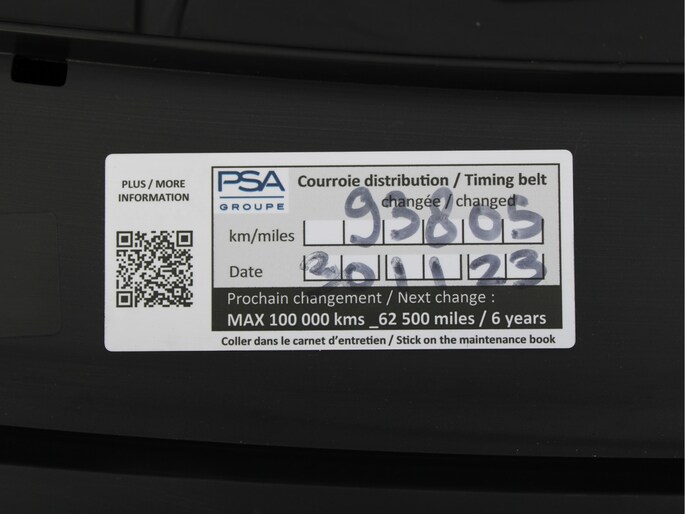 PLUS / MORE
INFORMATION
PSA
GROUPE
Courroie distribution / Timing belt
changée / changed
km/miles 93805
Date 301123
Prochain changement / Next change :
MAX 100 000 kms _62 500 miles / 6 years
Coller dans le carnet d'entretien / Stick on the maintenance book